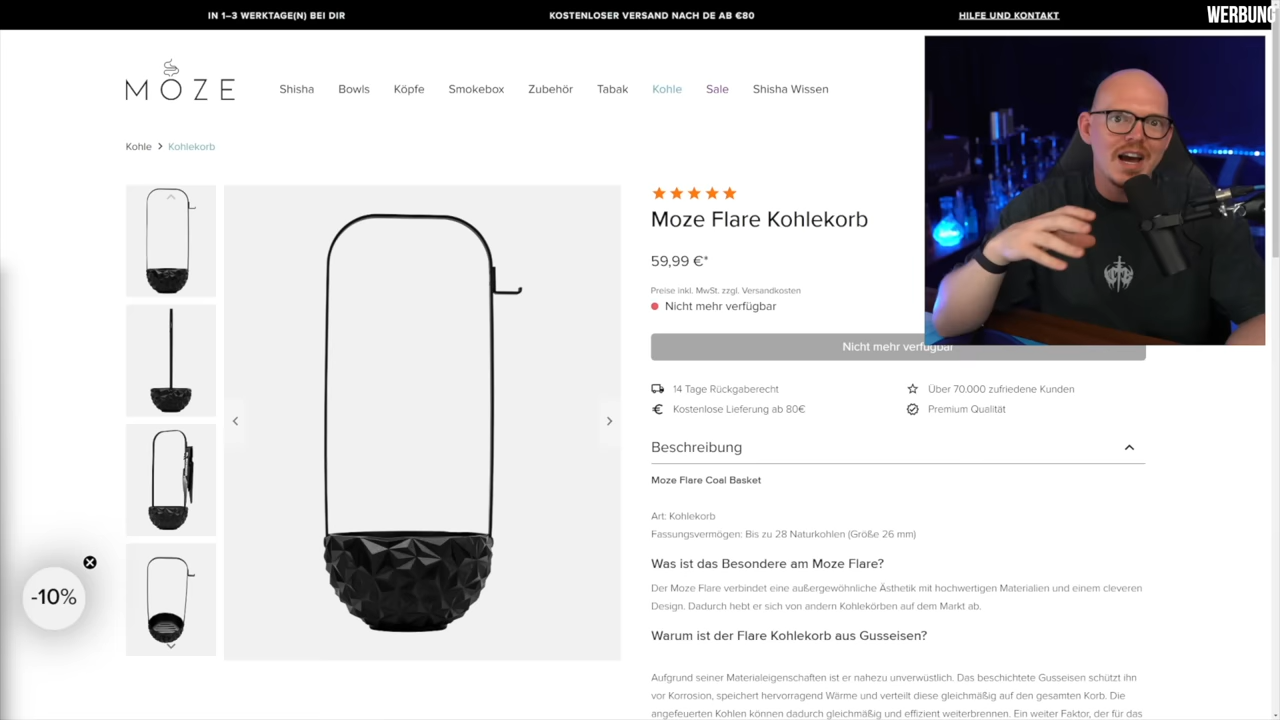 IN 1–3 WERKTAGE(N) BEI DIR
KOSTENLOSER VERSAND NACH DE AB €80
HILFE UND KONTAKT
WERBUNG
MOZE
Shisha
Bowls
Köpfe
Smokebox
Zubehör
Tabak
Kohle
Sale
Shisha Wissen
Kohle > Kohlekorb
Moze Flare Kohlekorb
59,99 €*
Preise inkl. MwSt. zzgl. Versandkosten
Nicht mehr verfügbar
Nicht mehr verfügbar
14 Tage Rückgaberecht
Über 70.000 zufriedene Kunden
Kostenlose Lieferung ab 80€
Premium Qualität
Beschreibung
Moze Flare Coal Basket
Art: Kohlekorb
Fassungsvermögen: Bis zu 28 Naturkohlen (Größe 26 mm)
Was ist das Besondere am Moze Flare?
Der Moze Flare verbindet eine außergewöhnliche Ästhetik mit hochwertigen Materialien und einem cleveren
Design. Dadurch hebt er sich von andern Kohlekörben auf dem Markt ab.
Warum ist der Flare Kohlekorb aus Gusseisen?
Aufgrund seiner Materialeigenschaften ist er nahezu unverwüstlich. Das beschichtete Gusseisen schützt ihn
vor Korrosion, speichert hervorragend Wärme und verteilt diese gleichmäßig auf den gesamten Korb. Die
angefeuerten Kohlen können dadurch gleichmäßig und effizient weiterbrennen. Ein weiter Faktor, der für das
-10%